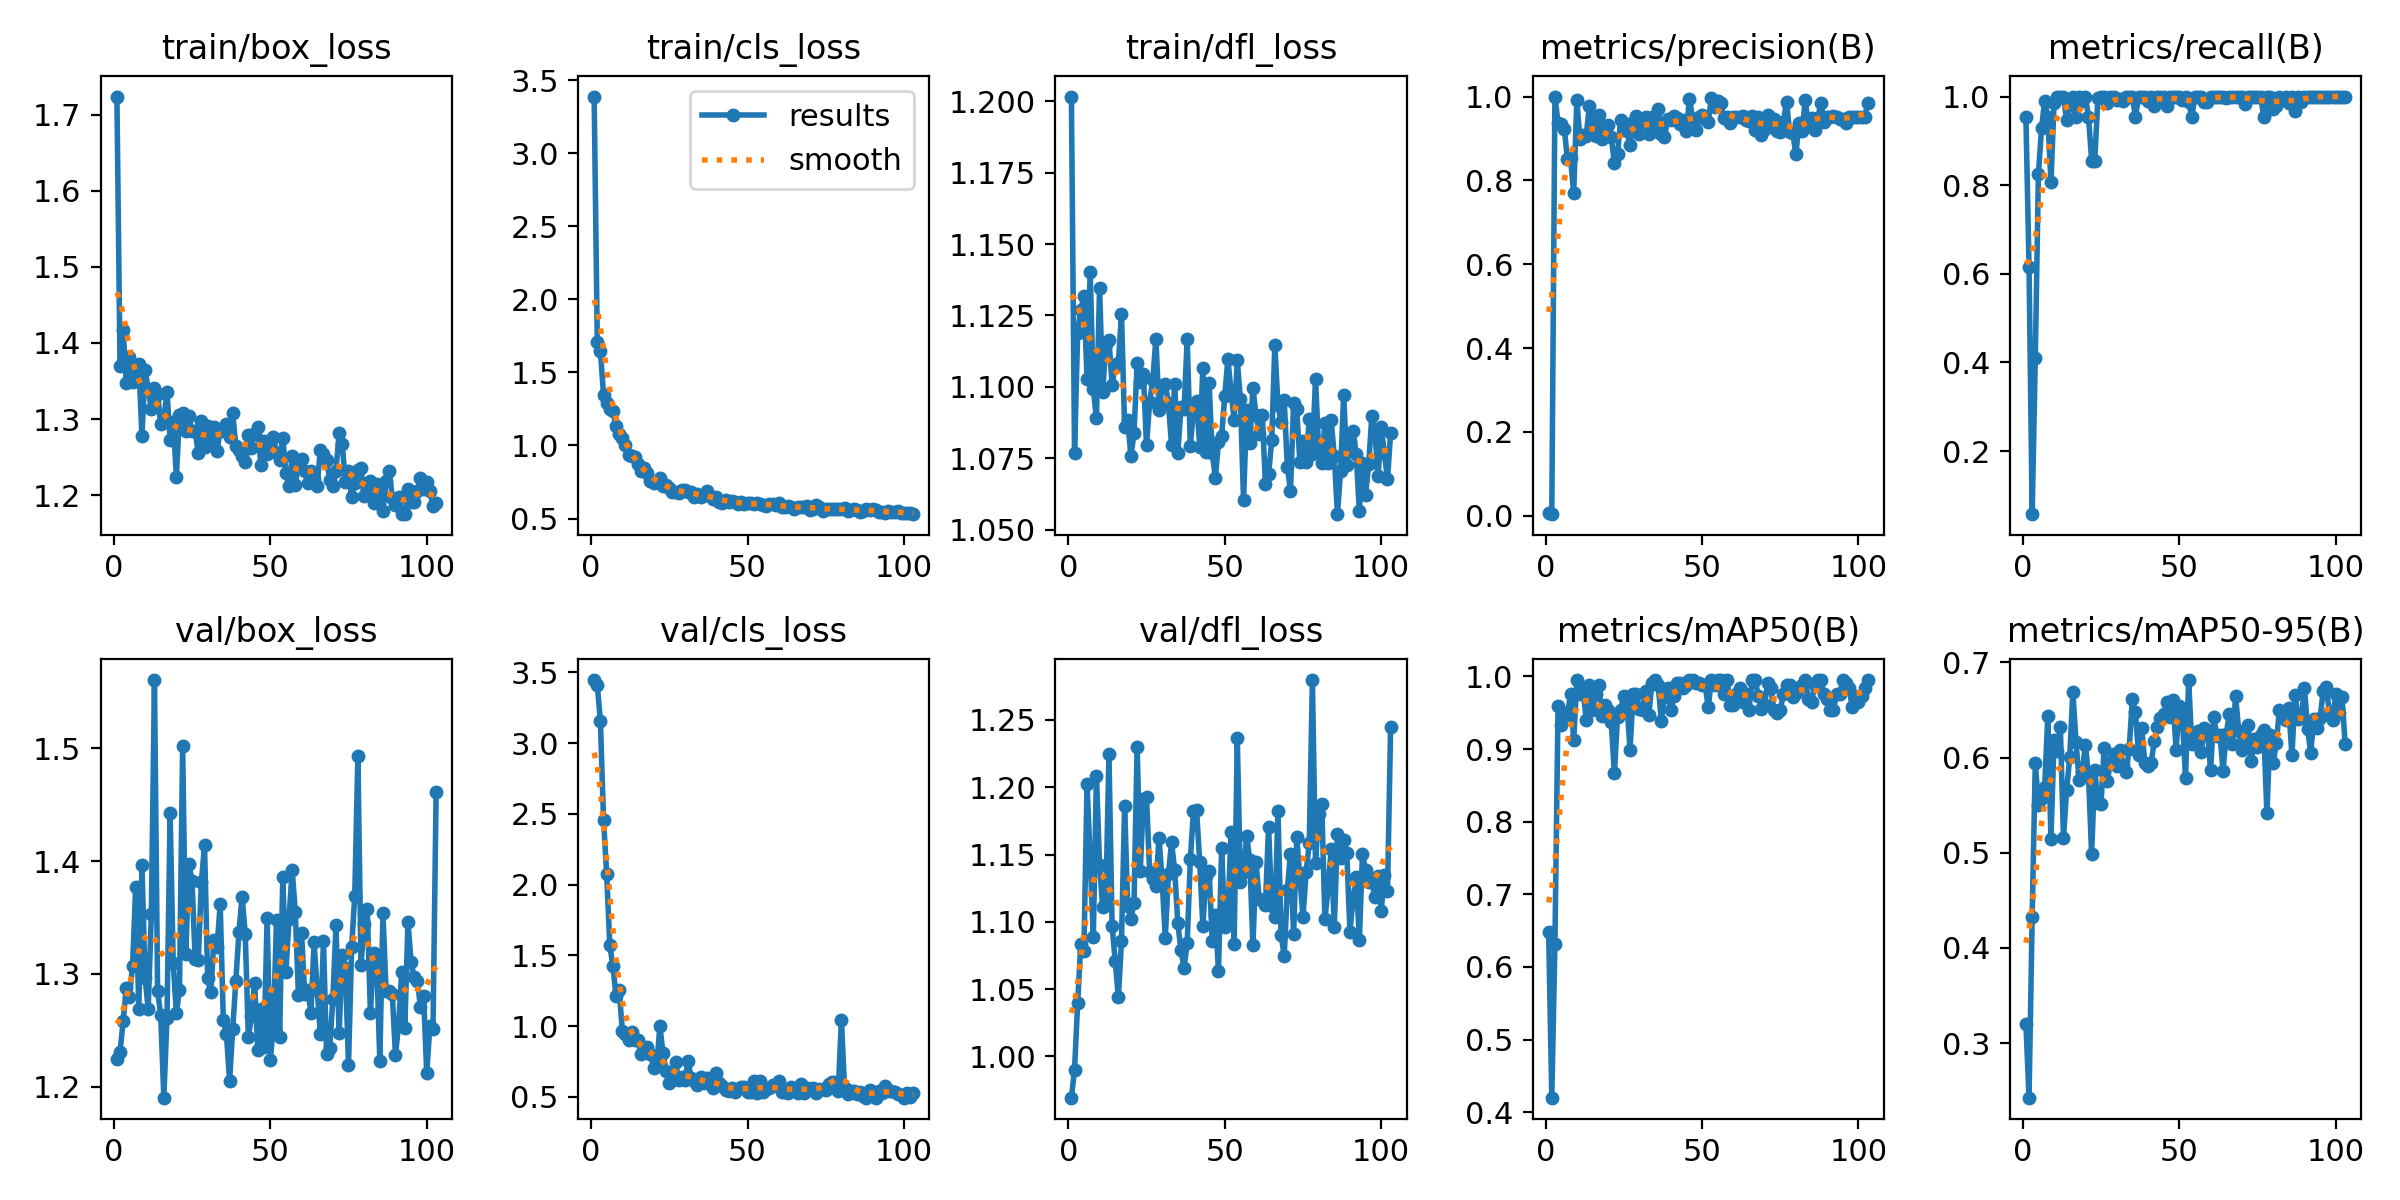 train/box_loss
train/cls_loss
train/dfl_loss
metrics/precision(B)
metrics/recall(B)
1.7
1.6
1.5
1.4
1.3
1.2
0 50 100
3.5
3.0
2.5
2.0
1.5
1.0
0.5
0 50 100
results
smooth
1.200
1.175
1.150
1.125
1.100
1.075
1.050
0 50 100
1.0
0.8
0.6
0.4
0.2
0.0
0 50 100
1.0
0.8
0.6
0.4
0.2
0 50 100
val/box_loss
val/cls_loss
val/dfl_loss
metrics/mAP50(B)
metrics/mAP50-95(B)
1.5
1.4
1.3
1.2
0 50 100
3.5
3.0
2.5
2.0
1.5
1.0
0.5
0 50 100
1.25
1.20
1.15
1.10
1.05
1.00
0 50 100
1.0
0.9
0.8
0.7
0.6
0.5
0.4
0 50 100
0.7
0.6
0.5
0.4
0.3
0 50 100